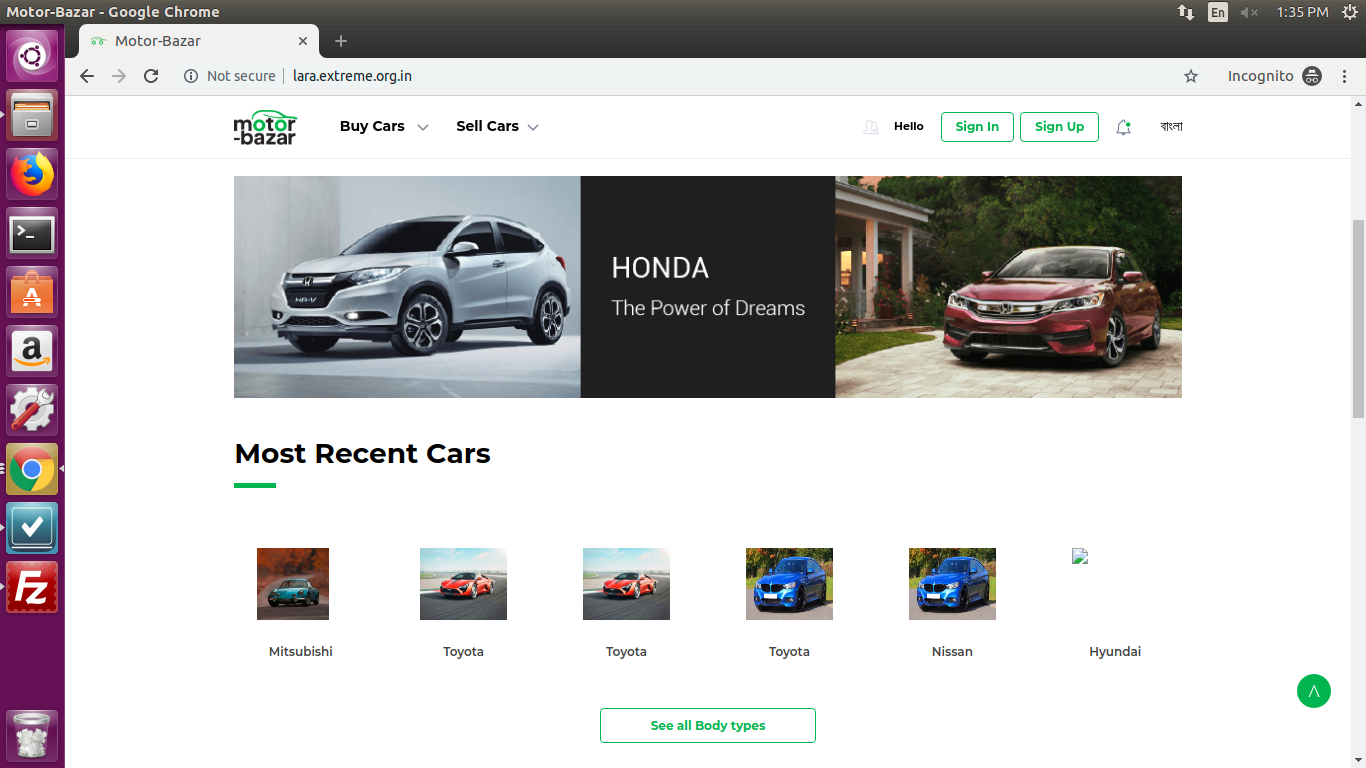 Motor-Bazar - Google Chrome
En
1:35 PM
Motor-Bazar
Not secure
lara.extreme.org.in
Incognito
motor
-bazar
Buy Cars
Sell Cars
Hello
Sign In
Sign Up
বাংলা
HR-V
HONDA
The Power of Dreams
Most Recent Cars
Mitsubishi
Toyota
Toyota
Toyota
Nissan
Hyundai
See all Body types